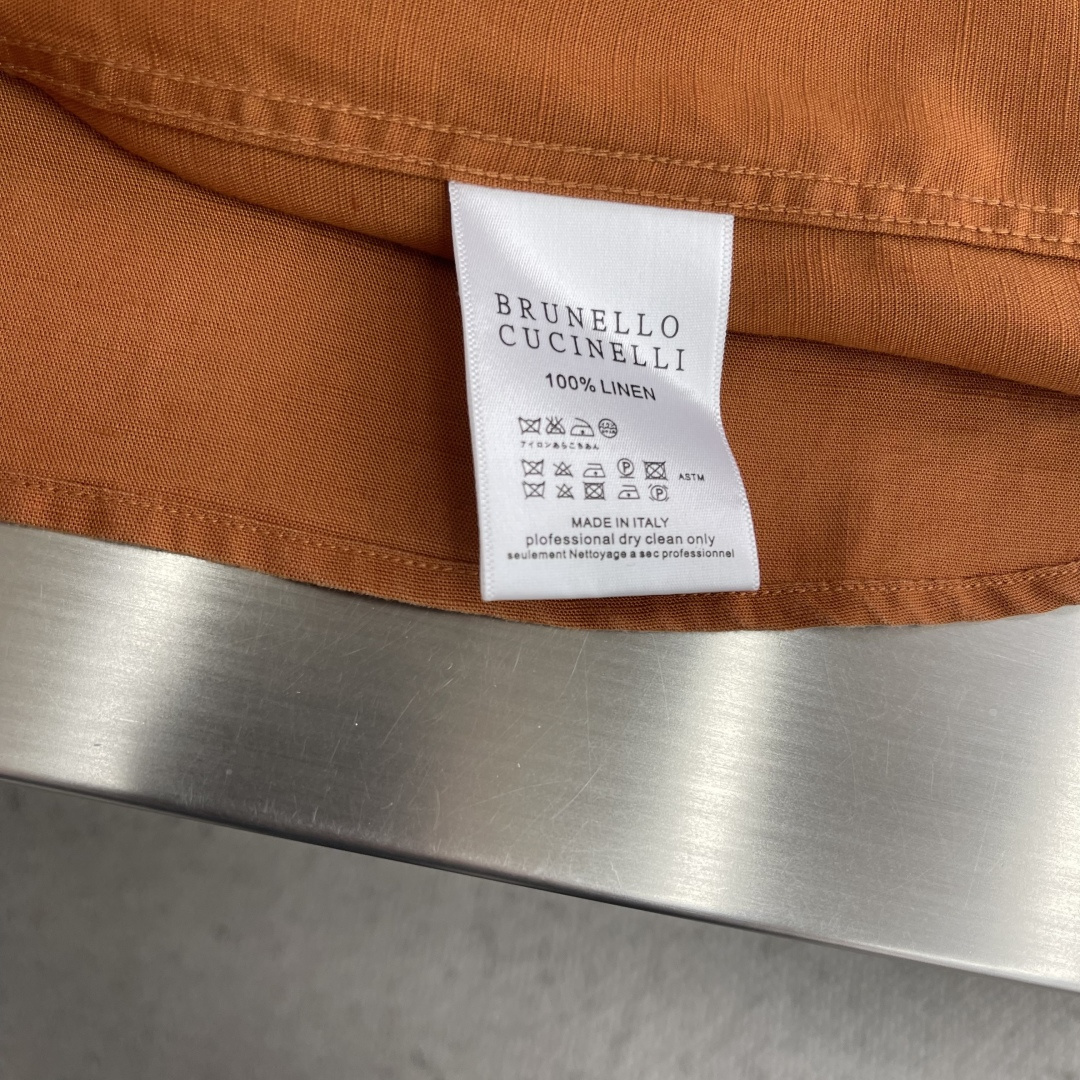 BRUNELLO
CUCINELLI
100% LINEN
アイロンあらこきあん
ASTM
MADE IN ITALY
plofessional dry clean only
seulement Nettoyage a sec professionnel